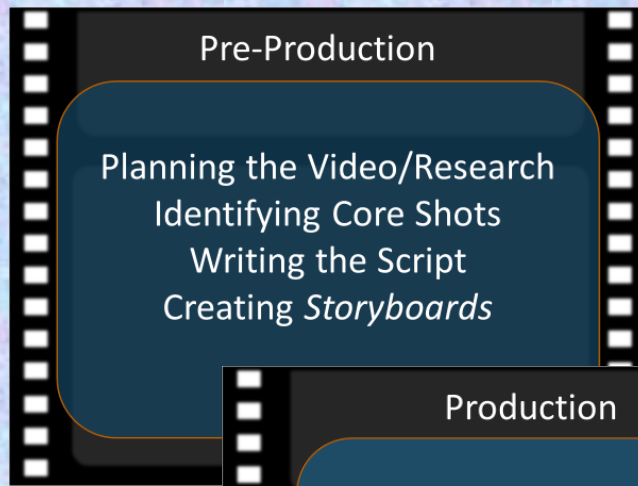 Pre-Production
Planning the Video/Research
Identifying Core Shots
Writing the Script
Creating Storyboards
Production